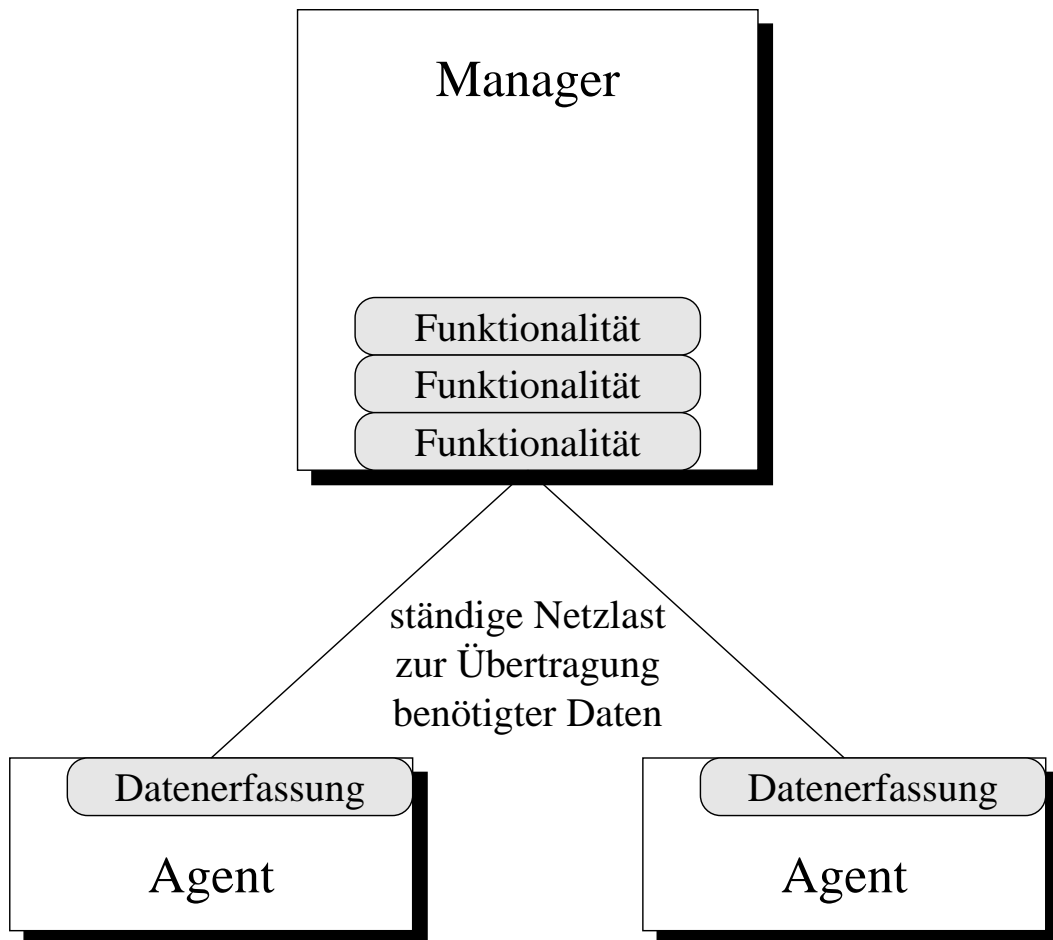 Manager
Funktionalität
Funktionalität
Funktionalität
ständige Netzlast
zur Übertragung
benötigter Daten
Datenerfassung
Agent
Datenerfassung
Agent